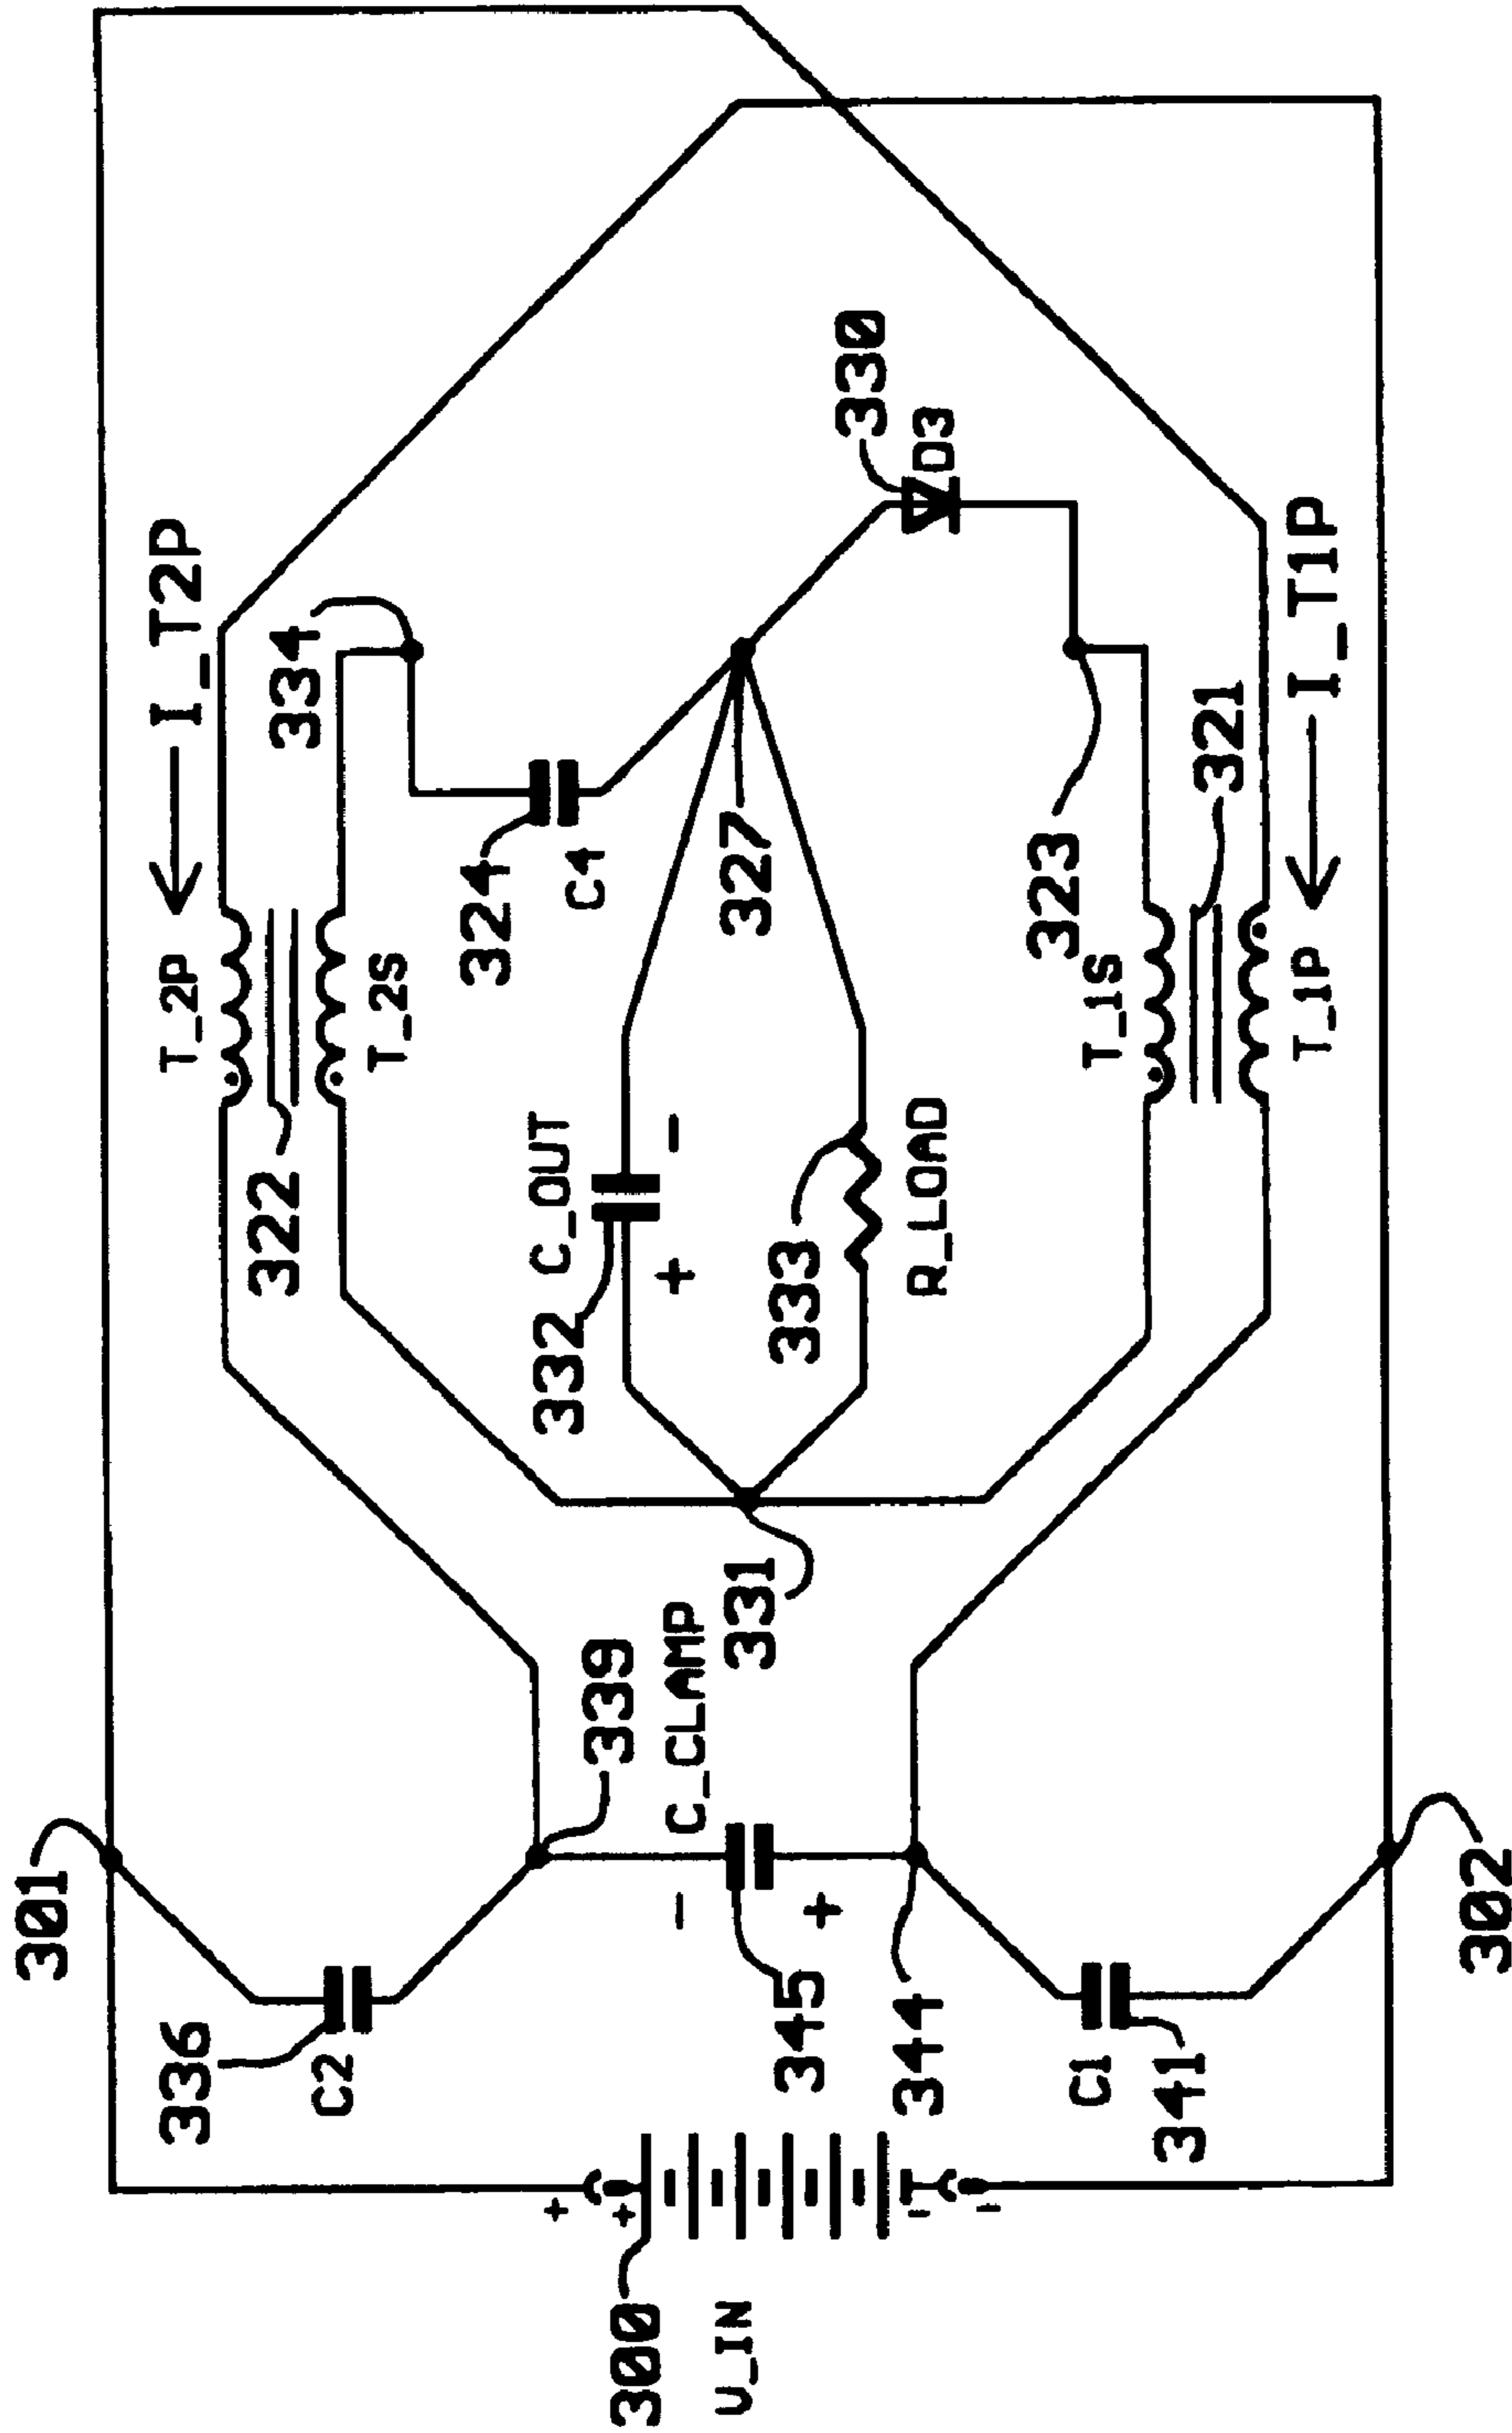 301
336
T_2P
I_T2P
322
334
C2
T_2S
324
C_OUT
C4
332
+
339
300
+
+ -
- C_CLAMP
U_IN
331
327
345
333
+
330
344
-
R_LOAD
D3
-
323
C1
T_1S
341
321
T_1P
I_T1P
302